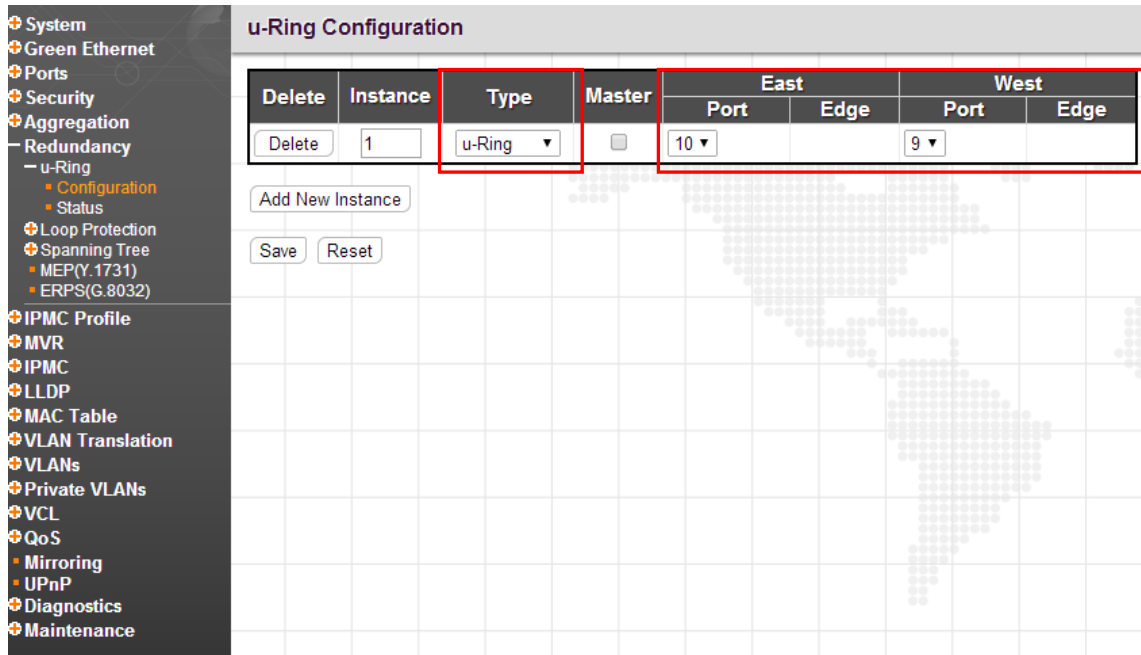 System
Green Ethernet
Ports
Security
Aggregation
Redundancy
u-Ring
Configuration
Status
Loop Protection
Spanning Tree
MEP(Y.1731)
ERPS(G.8032)
IPMC Profile
MVR
IPMC
LLDP
MAC Table
VLAN Translation
VLANs
Private VLANs
VCL
QoS
Mirroring
UPnP
Diagnostics
Maintenance
u-Ring Configuration
Delete Instance Type Master East West
Port Edge Port Edge
Delete 1 u-Ring 10 9
Add New Instance
Save Reset